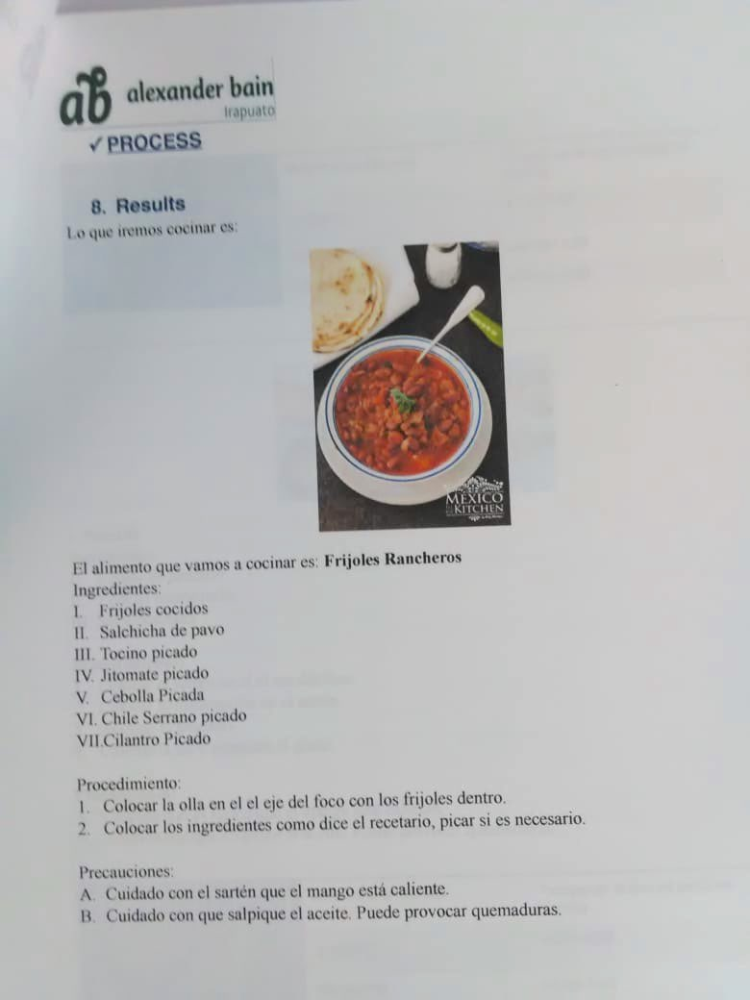 ab alexander bain
Irapuato
✓ PROCESS
8. Results
Lo que iremos cocinar es:
MÉXICO
IN MY
KITCHEN
El alimento que vamos a cocinar es: Frijoles Rancheros
Ingredientes:
I. Frijoles cocidos
II. Salchicha de pavo
III. Tocino picado
IV. Jitomate picado
V. Cebolla Picada
VI. Chile Serrano picado
VII.Cilantro Picado
Procedimiento:
1. Colocar la olla en el el eje del foco con los frijoles dentro.
2. Colocar los ingredientes como dice el recetario, picar si es necesario.
Precauciones:
A. Cuidado con el sartén que el mango está caliente.
B. Cuidado con que salpique el aceite. Puede provocar quemaduras.